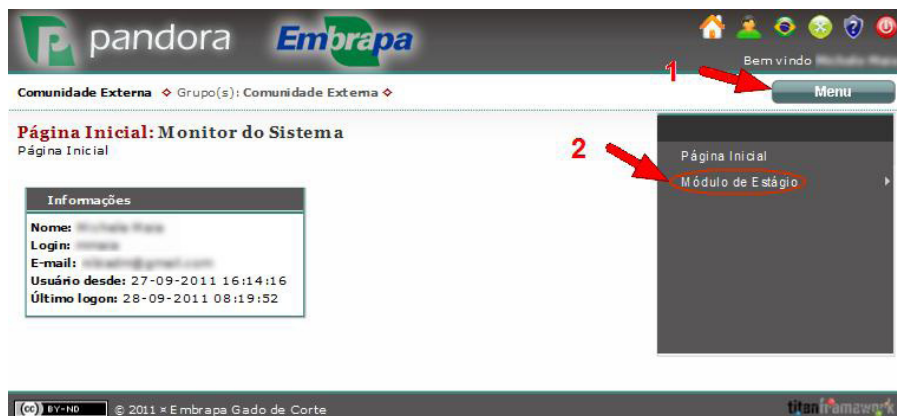 pandora Embrapa
Bem vindo
1
Comunidade Externa Grupo(s): Comunidade Externa
Menu
Página Inicial: Monitor do Sistema
Página Inicial
2
Página Inicial
Módulo de Estágio
Informações
Nome:
Login:
E-mail:
Usuário desde: 27-09-2011 16:14:16
Último logon: 28-09-2011 08:19:52
(cc) BY-ND © 2011 × Embrapa Gado de Corte
titanframework